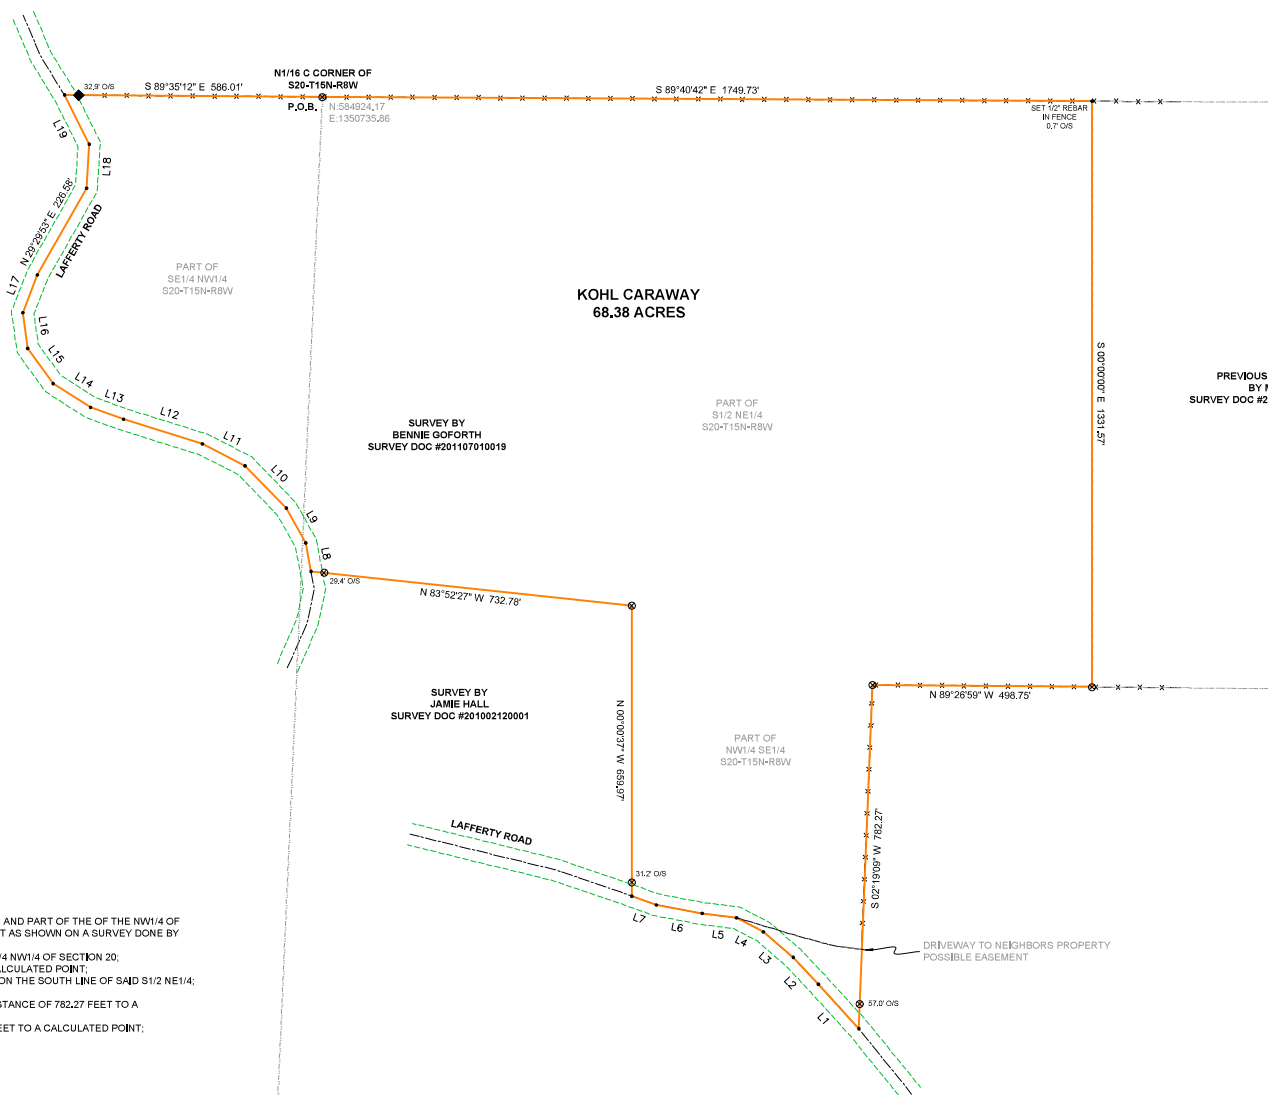 N1/16 C CORNER OF
S20-T15N-R8W
P.O.B.
N:584924.17
E:1350735.86
32.9' O/S
S 89°35'12" E 586.01'
S 89°40'42" E 1749.73'
SET 1/2" REBAR
IN FENCE
0.7' O/S
L19
L18
N 29°29'53" E 226.58'
LAFFERTY ROAD
PART OF
SE1/4 NW1/4
S20-T15N-R8W
L17
L16
L15
L14
L13
L12
L11
L10
L9
L8
KOHL CARAWAY
68.38 ACRES
S 00°00'00" E 1331.57'
PREVIOUS
BY
SURVEY DOC #2
PART OF
S1/2 NE1/4
S20-T15N-R8W
SURVEY BY
BENNIE GOFORTH
SURVEY DOC #201107010019
29.4' O/S
N 83°52'27" W 732.78'
SURVEY BY
JAMIE HALL
SURVEY DOC #201002120001
N 00°00'37" W 659.97'
N 89°26'59" W 498.75'
PART OF
NW1/4 SE1/4
S20-T15N-R8W
S 02°19'09" W 782.27'
LAFFERTY ROAD
31.2' O/S
L7
L6
L5
L4
L3
L2
L1
DRIVEWAY TO NEIGHBORS PROPERTY
POSSIBLE EASEMENT
57.0' O/S
AND PART OF THE OF THE NW1/4 OF
T AS SHOWN ON A SURVEY DONE BY
/4 NW1/4 OF SECTION 20;
ALCULATED POINT;
ON THE SOUTH LINE OF SAID S1/2 NE1/4;
STANCE OF 782.27 FEET TO A
EET TO A CALCULATED POINT;